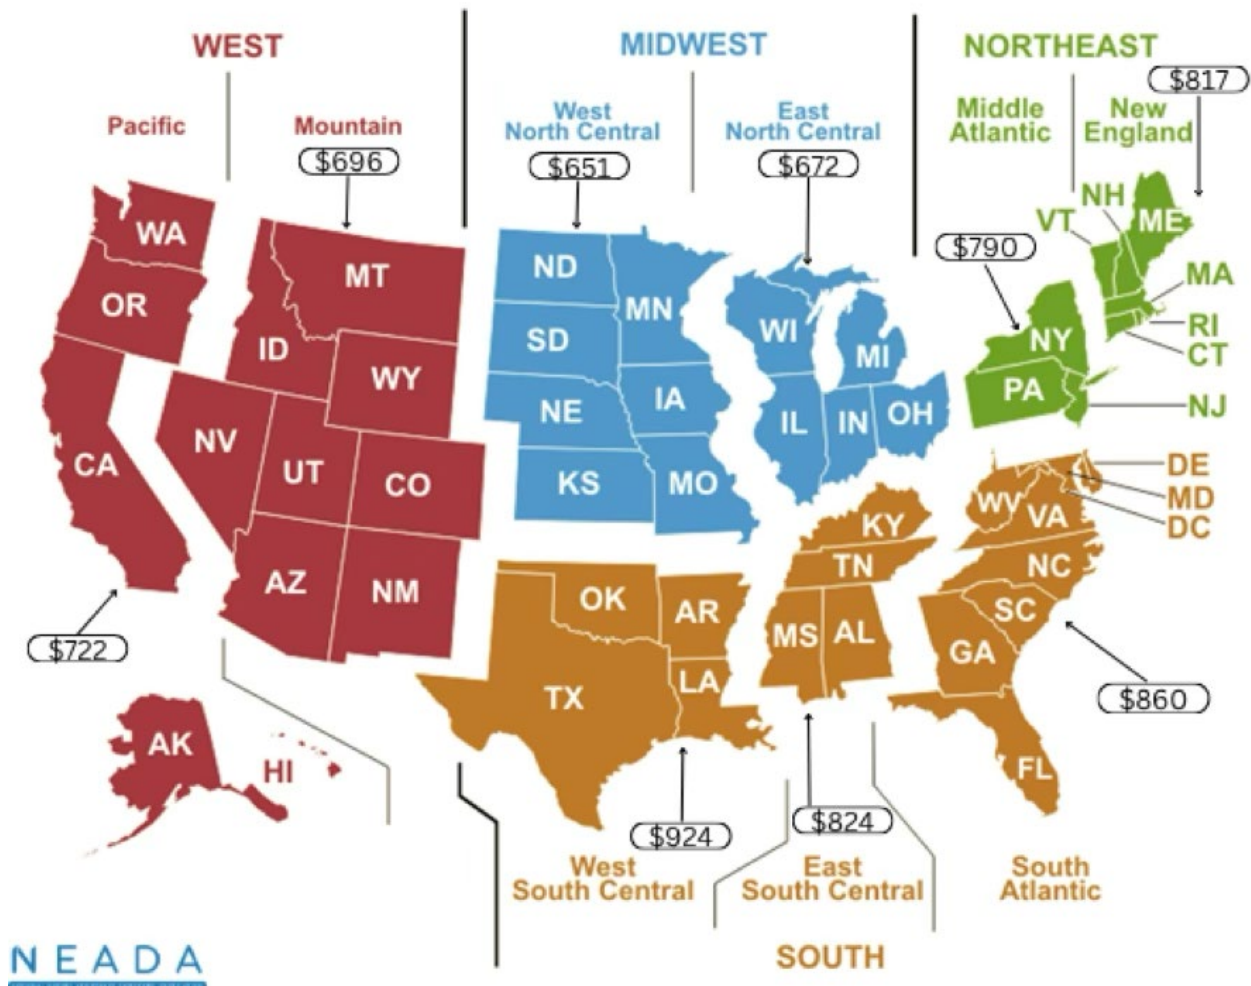 WEST
MIDWEST
NORTHEAST
$817
Pacific
Mountain
$696
West
North Central
$651
East
North Central
$672
Middle
Atlantic
New
England
NH
VT
ME
$790
MA
RI
CT
NJ
NY
PA
WA
OR
CA
MT
ID
WY
NV
UT
CO
AZ
NM
ND
SD
NE
KS
MN
IA
MO
WI
MI
IL
IN
OH
DE
MD
DC
WV
VA
KY
TN
NC
SC
GA
MS
AL
OK
AR
LA
TX
FL
AK
HI
$722
$860
$924
$824
West
South Central
East
South Central
South
Atlantic
SOUTH
NEADA